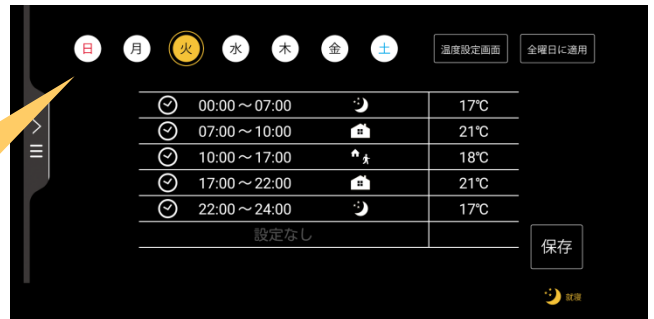 日 月 火 水 木 金 土 温度設定画面 全曜日に適用
00:00～07:00 17℃
07:00～10:00 21℃
10:00～17:00 18℃
17:00～22:00 21℃
22:00～24:00 17℃
設定なし
保存
就寝